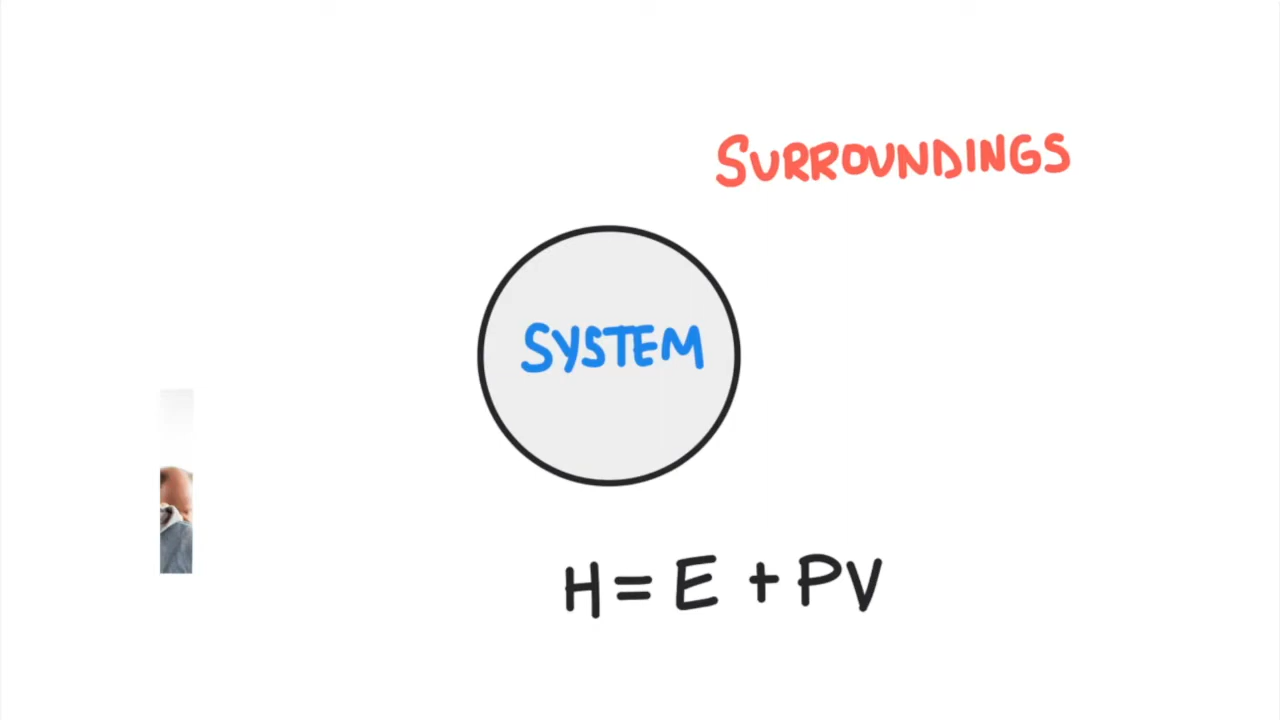 SURROUNDINGS
SYSTEM
H = E + PV